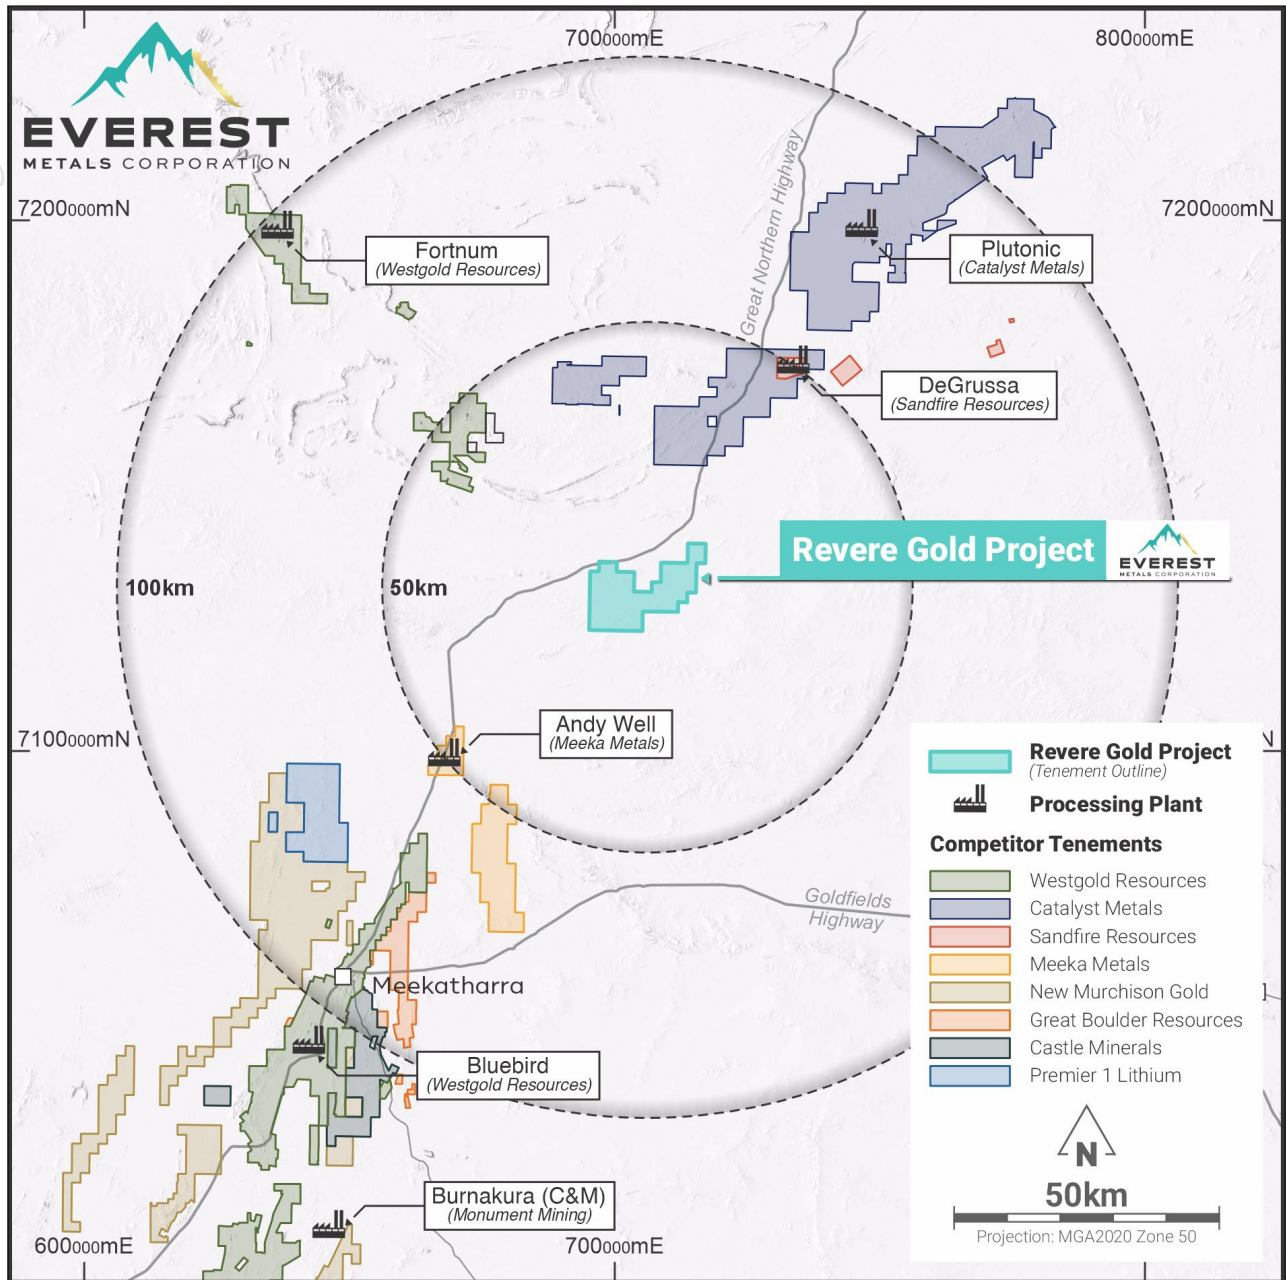 700000mE
800000mE
EVEREST
METALS CORPORATION
7200000mN
7200000mN
Great Northern Highway
Fortnum
(Westgold Resources)
Plutonic
(Catalyst Metals)
DeGrussa
(Sandfire Resources)
Revere Gold Project
EVEREST
METALS CORPORATION
100km
50km
Andy Well
(Meeka Metals)
7100000mN
N
Goldfields
Highway
Meekatharra
Bluebird
(Westgold Resources)
Burnakura (C&M)
(Monument Mining)
600000mE
700000mE
Revere Gold Project
(Tenement Outline)
Processing Plant
Competitor Tenements
Westgold Resources
Catalyst Metals
Sandfire Resources
Meeka Metals
New Murchison Gold
Great Boulder Resources
Castle Minerals
Premier 1 Lithium
N
50km
Projection: MGA2020 Zone 50